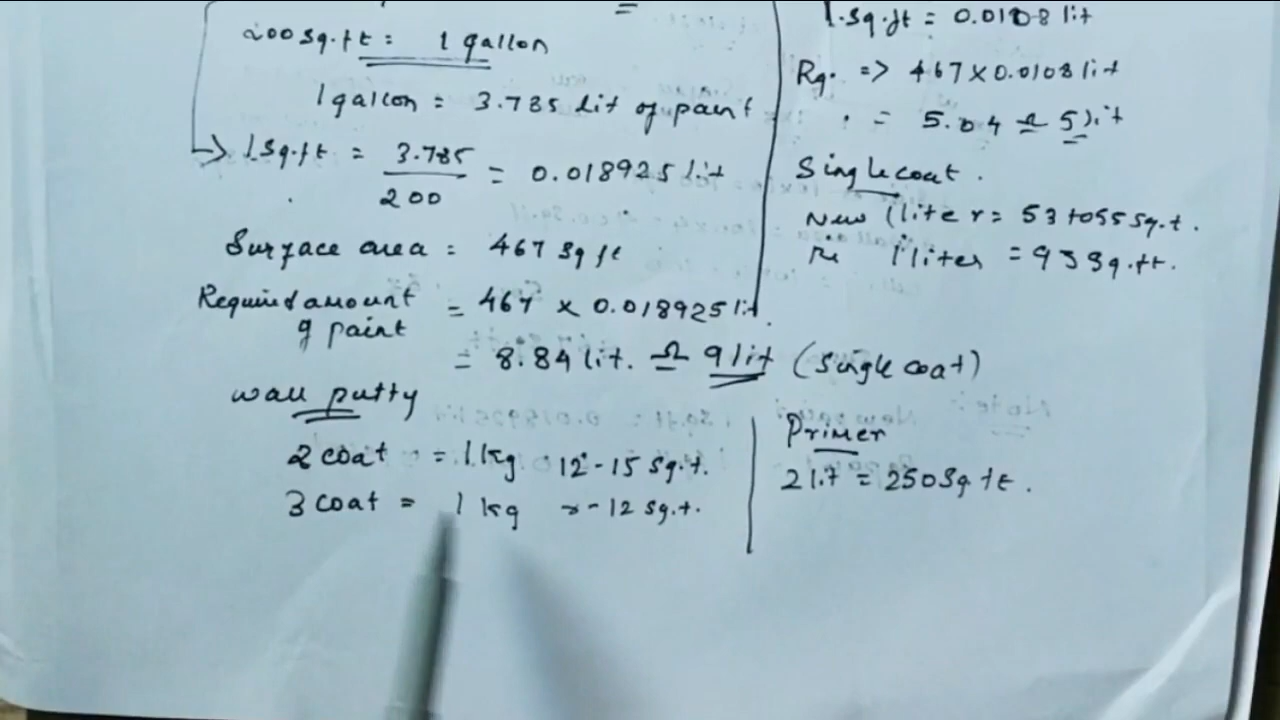 200 sq.ft = 1 gallon
1 gallon = 3.785 lit of paint
1 sq.ft = 3.785 / 200 = 0.018925 lit
Surface area = 467 sq ft
Required amount of paint = 467 x 0.018925 lit.
= 8.84 lit. ≃ 9 lit (single coat)
1.sq.ft = 0.0108 lit
Rq. => 467 x 0.0108 lit
= 5.04 ≃ 5 lit
Single coat.
New 1 liter = 53 to 55 sq.t.
Re 1 liter = 93 sq.ft.
wall putty
2 coat = 1 kg 12 - 15 sq.t.
3 coat = 1 kg - 12 sq.t.
Primer
2 lit = 250 sq ft.